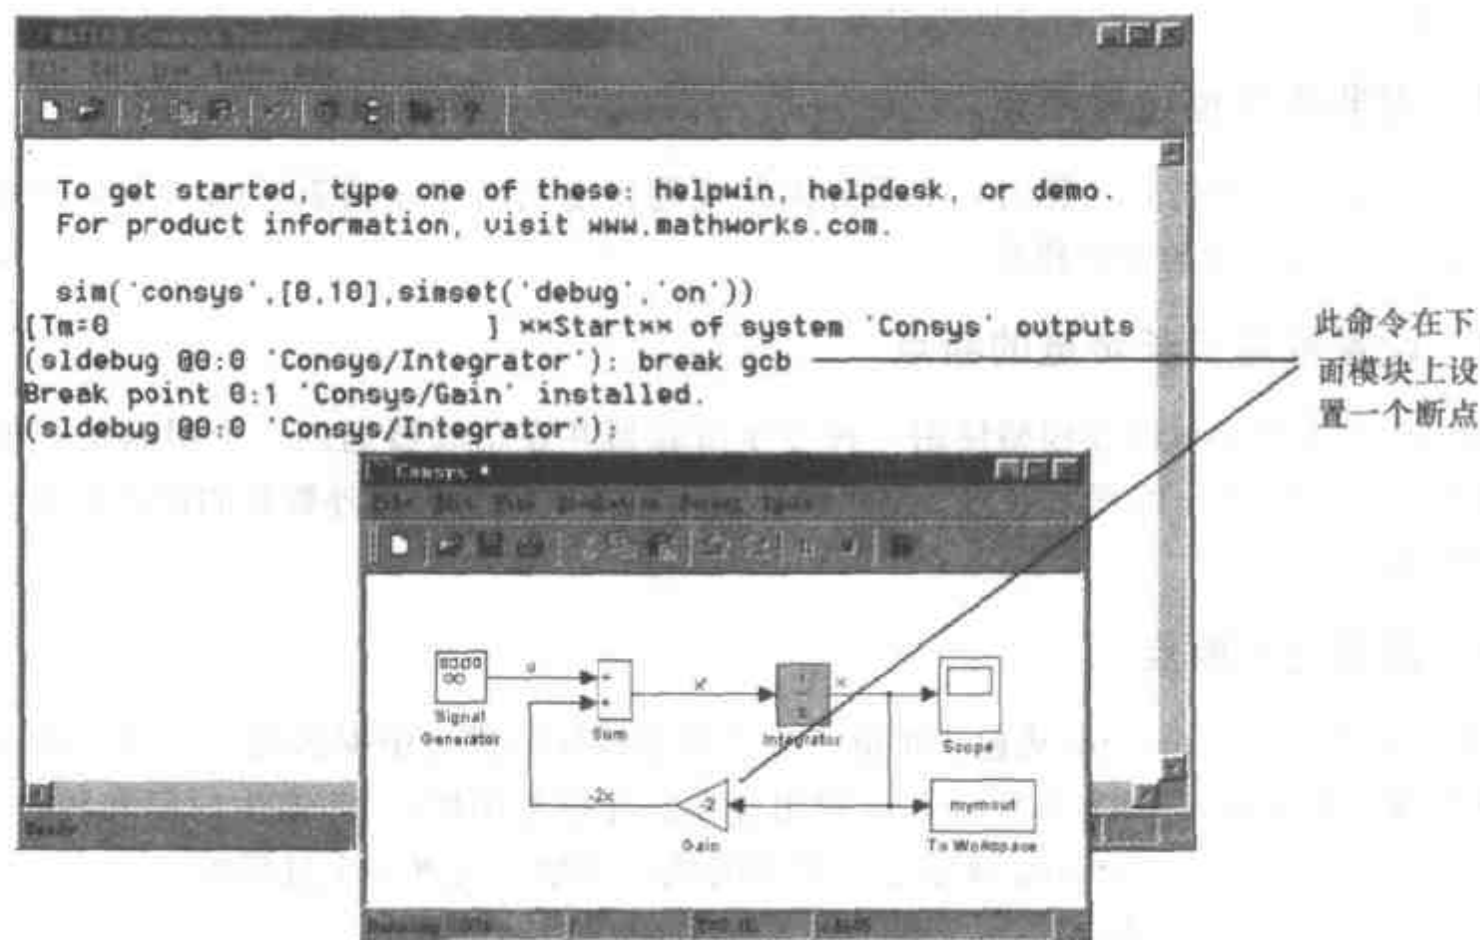 To get started, type one of these: helpwin, helpdesk, or demo.
For product information, visit www.mathworks.com.
sim('consys',[0,10],simset('debug','on'))
[Tm=0 ] **Start** of system 'Consys' outputs
(sldebug @0:0 'Consys/Integrator'): break gcb
Break point 0:1 'Consys/Gain' installed.
(sldebug @0:0 'Consys/Integrator'):
此命令在下
面模块上设
置一个断点
Consys *
u
x'
x
Signal
Generator
Sum
1
s
Integrator
Scope
-2x
-2
Gain
mymout
To Workspace